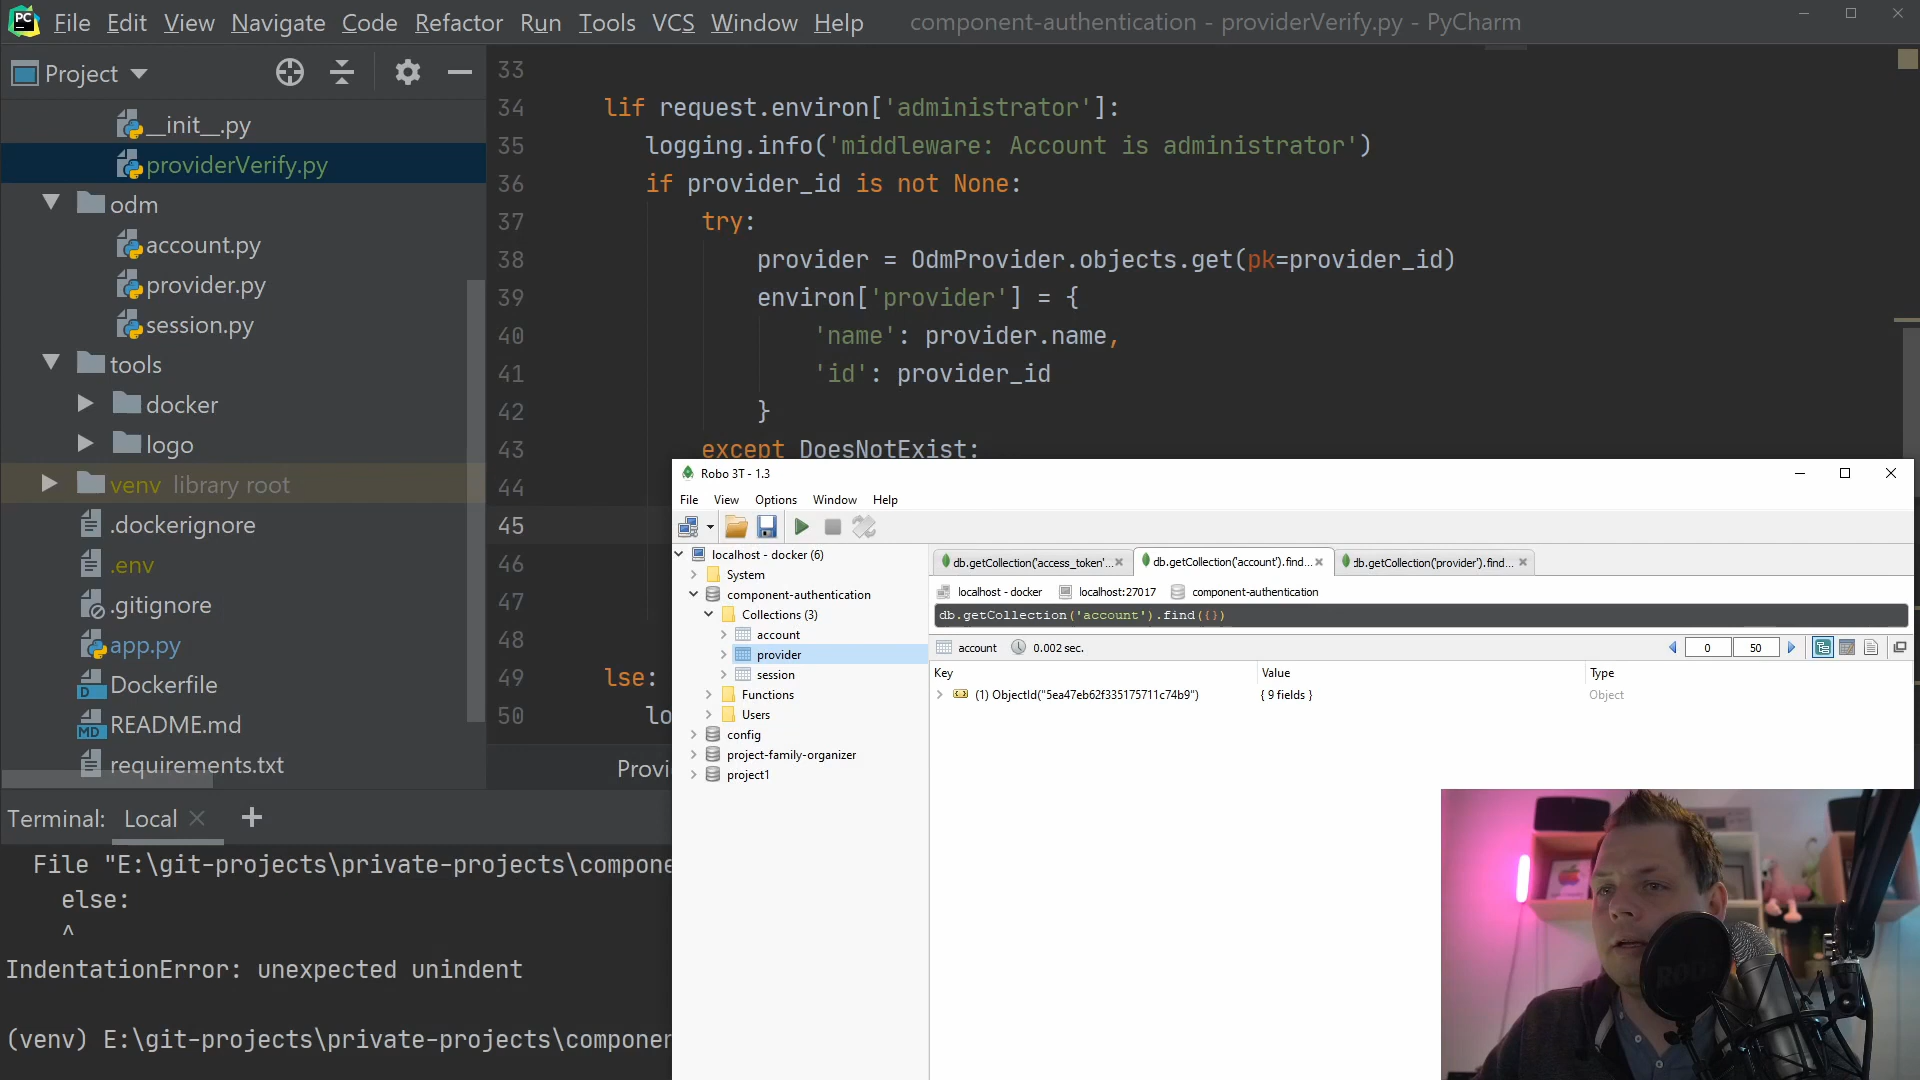 PC File Edit View Navigate Code Refactor Run Tools VCS Window Help component-authentication - providerVerify.py - PyCharm
Project
__init__.py
providerVerify.py
odm
account.py
provider.py
session.py
tools
docker
logo
venv library root
.dockerignore
.env
.gitignore
app.py
Dockerfile
README.md
requirements.txt
33
34 lif request.environ['administrator']:
35 logging.info('middleware: Account is administrator')
36 if provider_id is not None:
37 try:
38 provider = OdmProvider.objects.get(pk=provider_id)
39 environ['provider'] = {
40 'name': provider.name,
41 'id': provider_id
42 }
43 except DoesNotExist:
44
45
46
47
48
49 lse:
50 lo
Provi
Terminal: Local
File "E:\git-projects\private-projects\compone
else:
^
IndentationError: unexpected unindent
(venv) E:\git-projects\private-projects\componen
Robo 3T - 1.3
File View Options Window Help
localhost - docker (6)
System
component-authentication
Collections (3)
account
provider
session
Functions
Users
config
project-family-organizer
project1
db.getCollection('access_token'... db.getCollection('account').find... db.getCollection('provider').find...
localhost - docker localhost:27017 component-authentication
db.getCollection('account').find({})
account 0.002 sec. 0 50
Key Value Type
(1) ObjectId("5ea47eb62f335175711c74b9") { 9 fields } Object
RODE